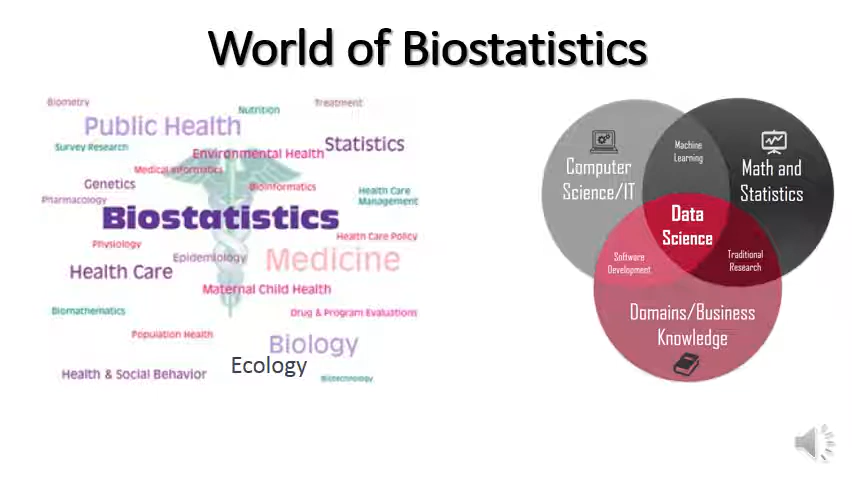 World of Biostatistics
Biometry
Nutrition
Treatment
Public Health
Survey Research
Environmental Health
Statistics
Medical Informatics
Genetics
Bioinformatics
Health Care
Management
Pharmacology
Biostatistics
Physiology
Health Care Policy
Epidemiology
Medicine
Health Care
Maternal Child Health
Biomathematics
Drug & Program Evaluations
Population Health
Biology
Ecology
Health & Social Behavior
Biotechnology
Computer
Science/IT
Machine
Learning
Math and
Statistics
Data
Science
Software
Development
Traditional
Research
Domains/Business
Knowledge